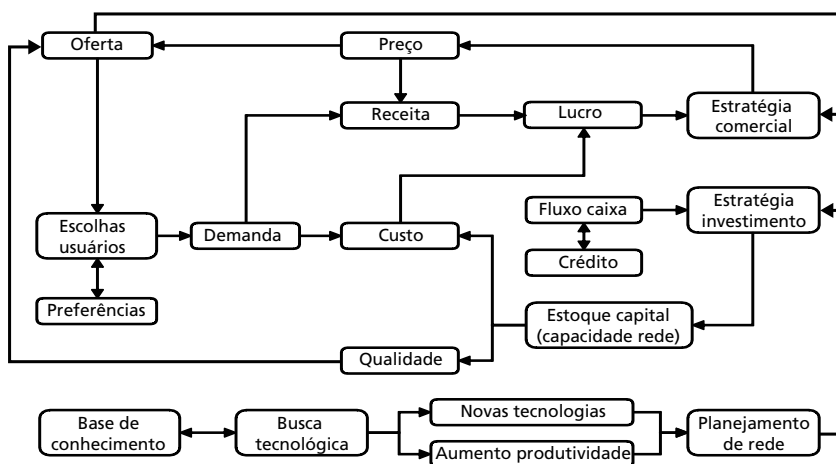 Oferta
Preço
Receita
Lucro
Estratégia
comercial
Escolhas
usuários
Demanda
Custo
Fluxo caixa
Estratégia
investimento
Crédito
Preferências
Estoque capital
(capacidade rede)
Qualidade
Base de
conhecimento
Busca
tecnológica
Novas tecnologias
Aumento produtividade
Planejamento
de rede